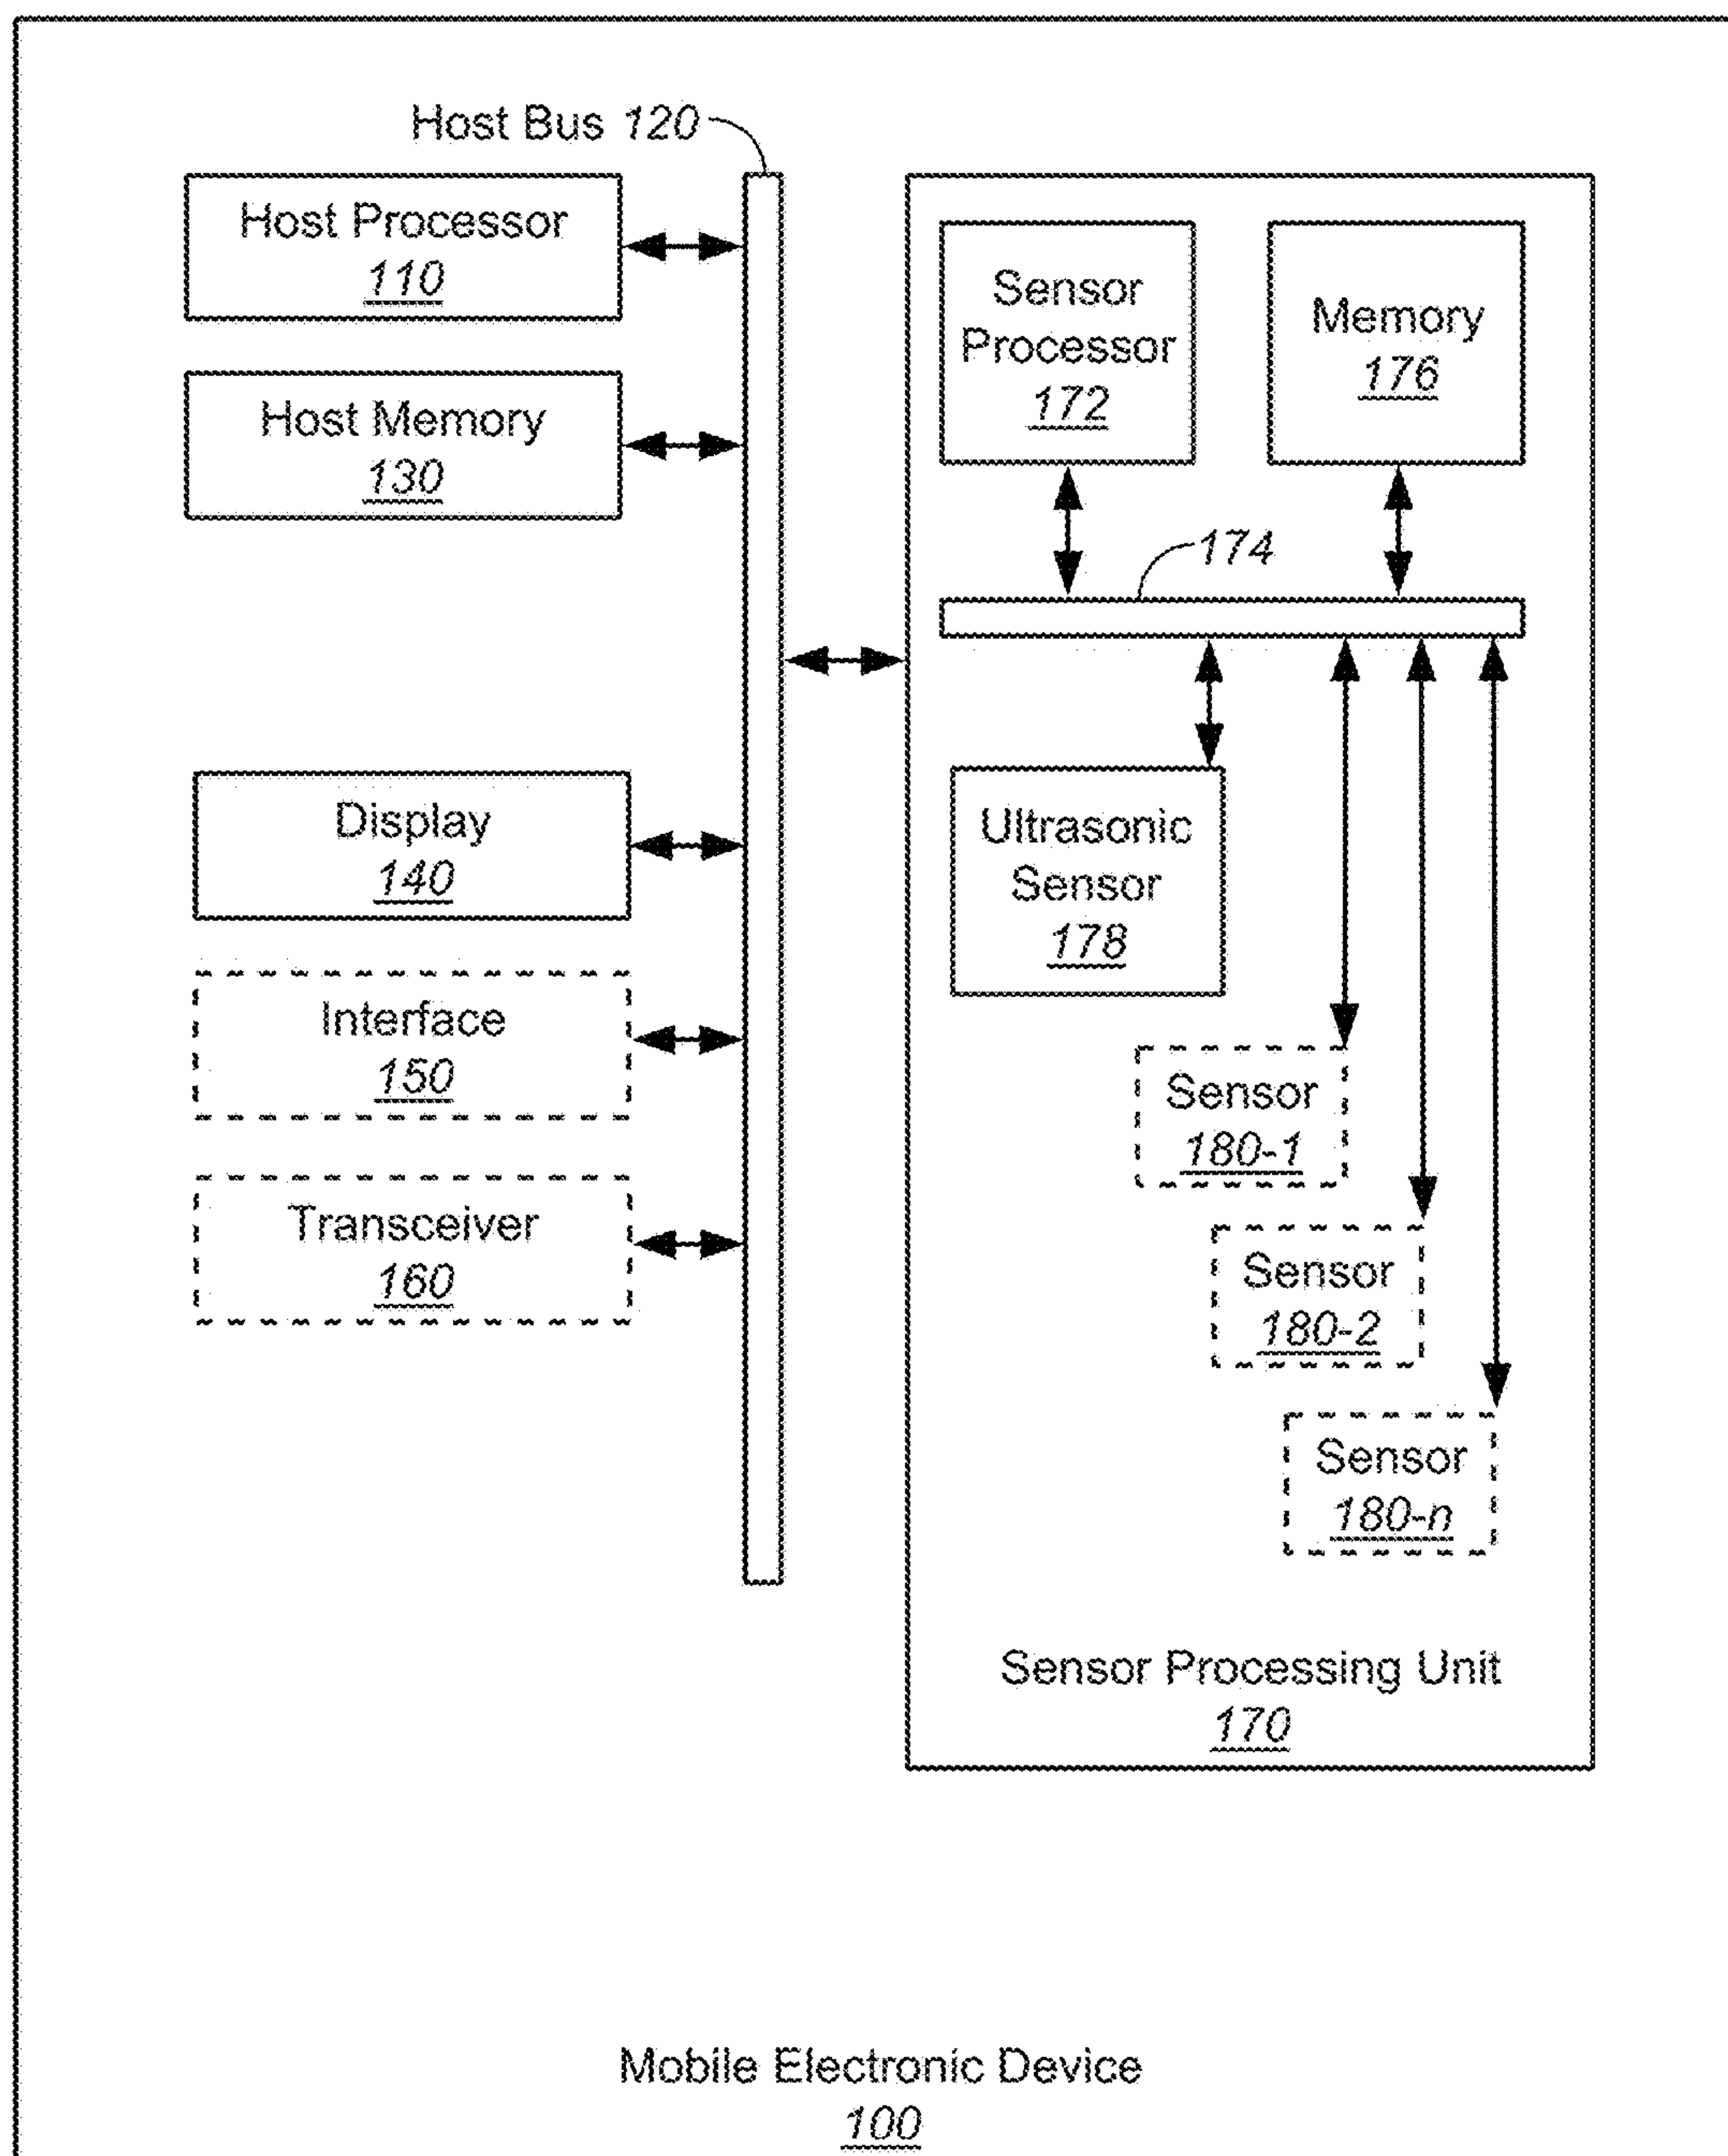 Host Bus 120
Host Processor
110
Host Memory
130
Display
140
Interface
150
Transceiver
160
Sensor
Processor
172
Memory
176
174
Ultrasonic
Sensor
178
Sensor
180-1
Sensor
180-2
Sensor
180-n
Sensor Processing Unit
170
Mobile Electronic Device
100